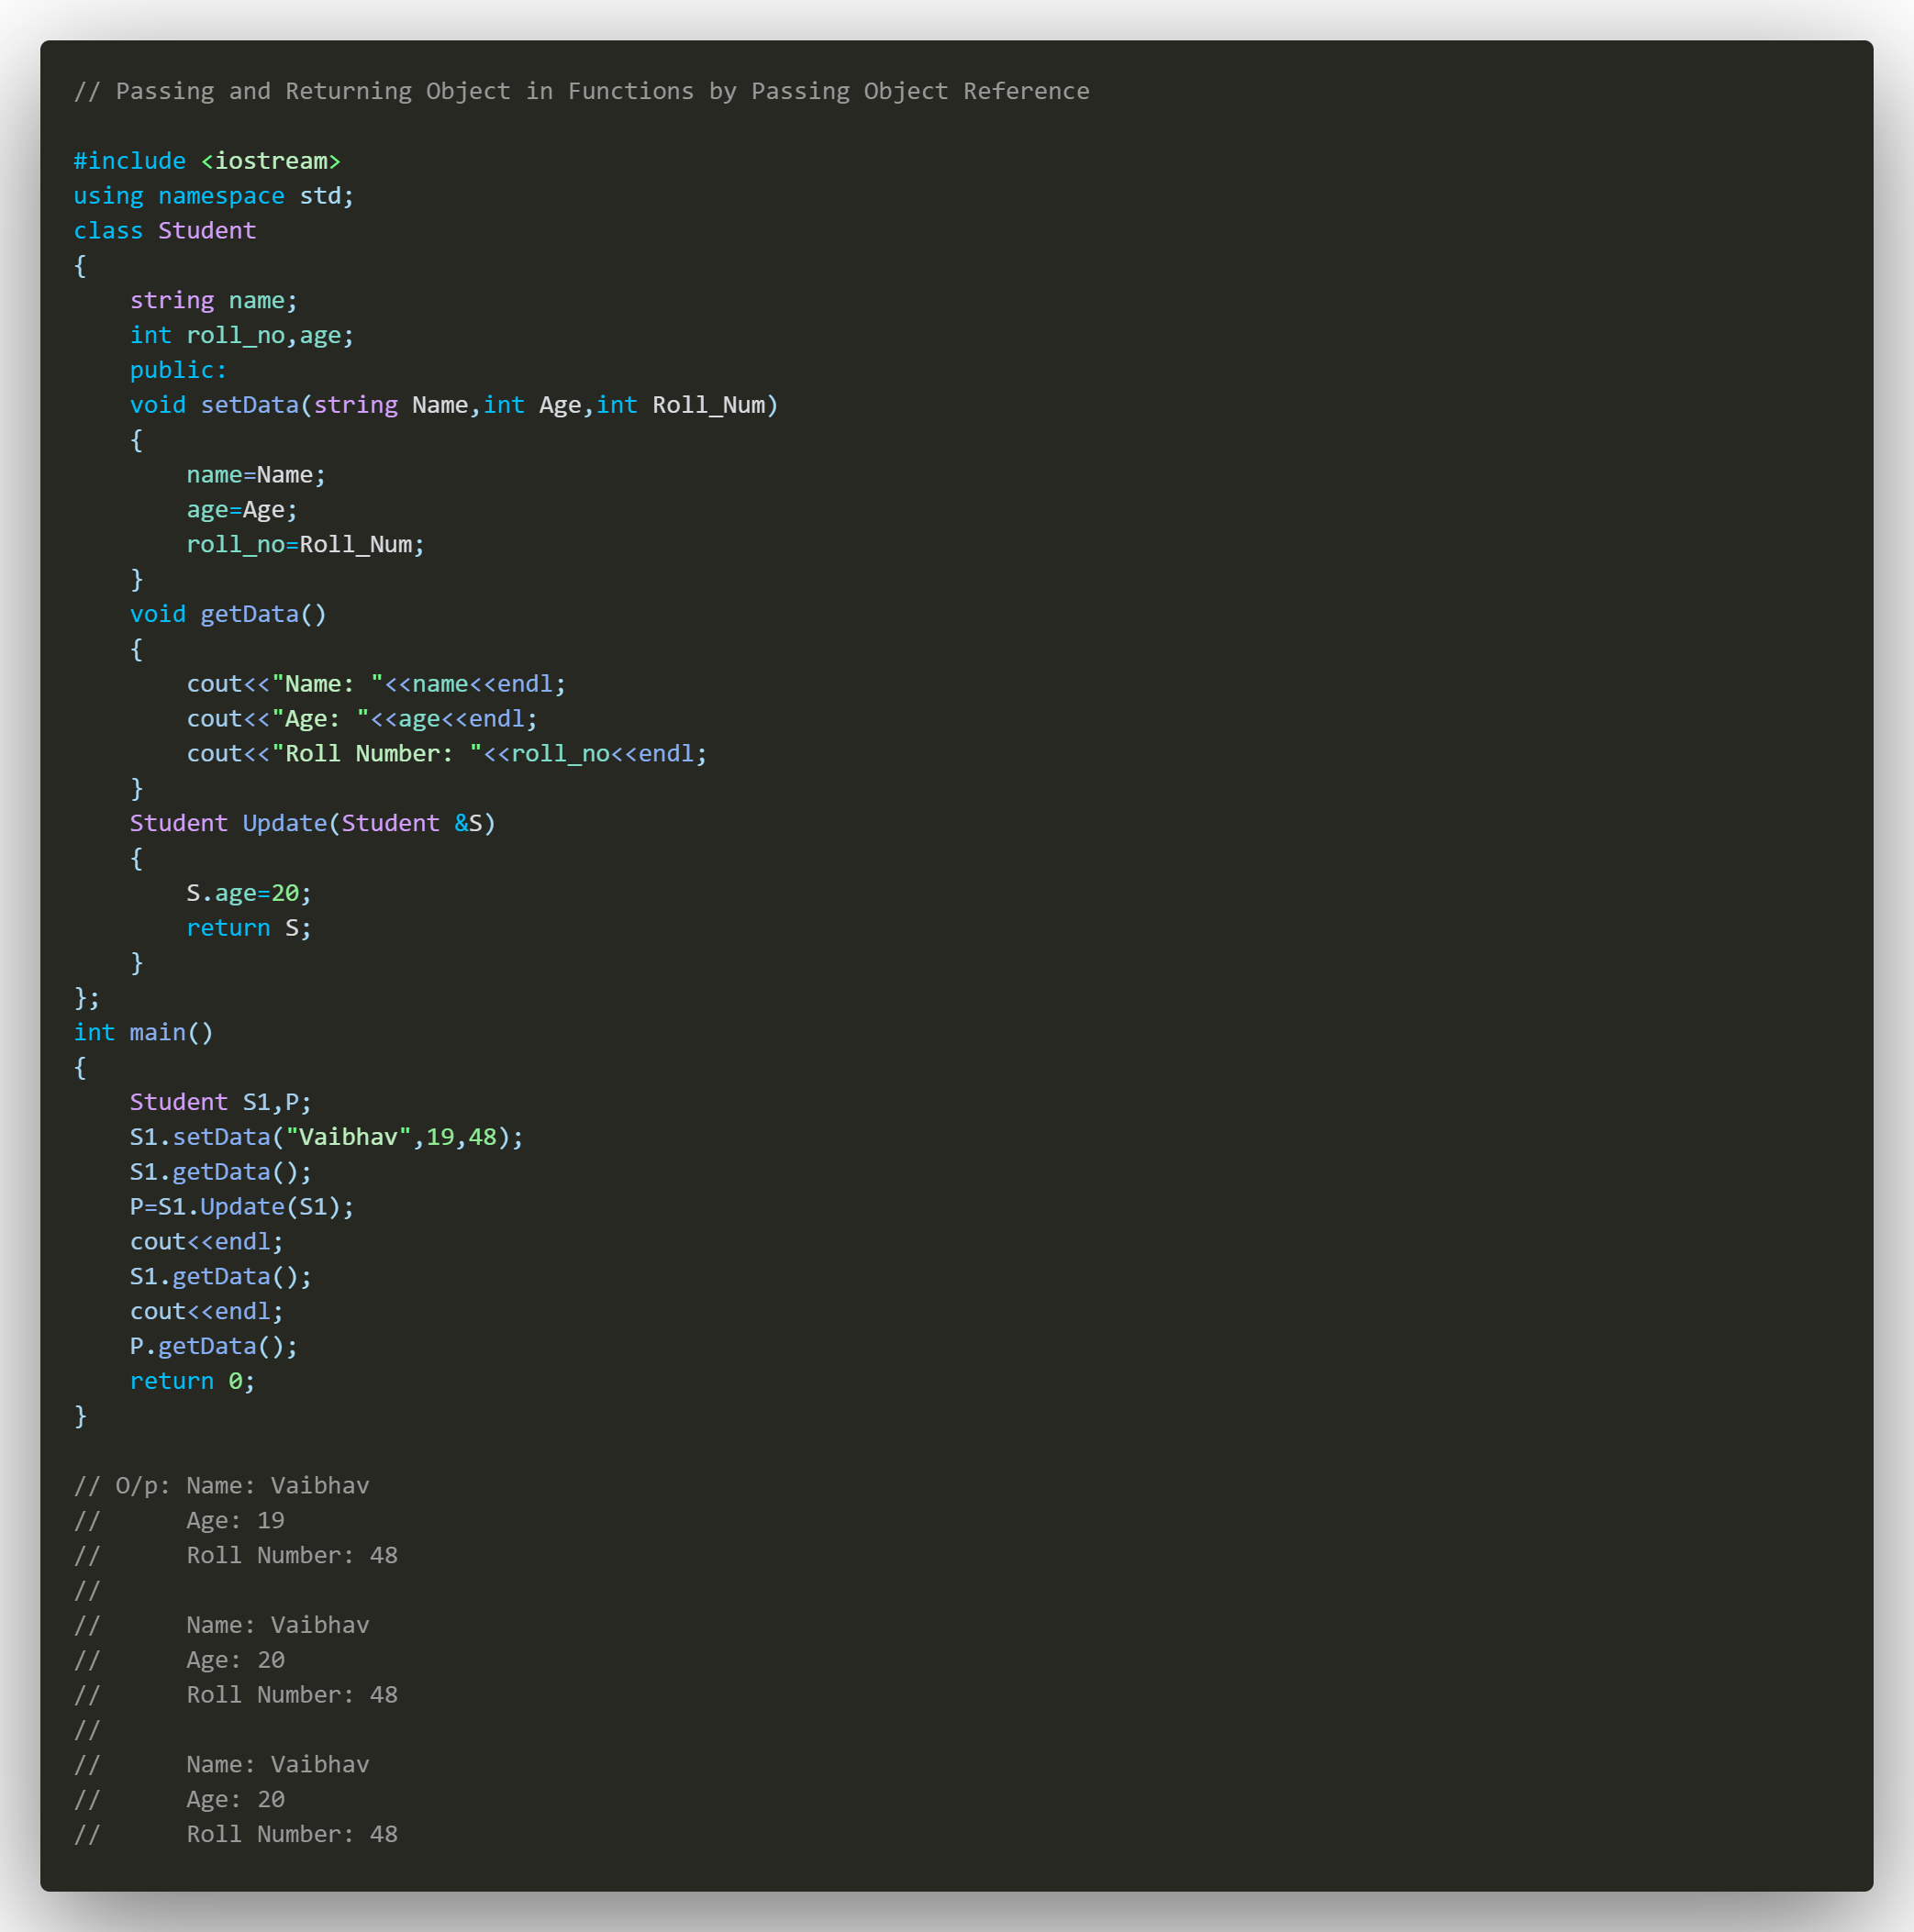 // Passing and Returning Object in Functions by Passing Object Reference

#include <iostream>
using namespace std;
class Student
{
    string name;
    int roll_no,age;
    public:
    void setData(string Name,int Age,int Roll_Num)
    {
        name=Name;
        age=Age;
        roll_no=Roll_Num;
    }
    void getData()
    {
        cout<<"Name: "<<name<<endl;
        cout<<"Age: "<<age<<endl;
        cout<<"Roll Number: "<<roll_no<<endl;
    }
    Student Update(Student &S)
    {
        S.age=20;
        return S;
    }
};
int main()
{
    Student S1,P;
    S1.setData("Vaibhav",19,48);
    S1.getData();
    P=S1.Update(S1);
    cout<<endl;
    S1.getData();
    cout<<endl;
    P.getData();
    return 0;
}

// O/p: Name: Vaibhav
//      Age: 19
//      Roll Number: 48
//
//      Name: Vaibhav
//      Age: 20
//      Roll Number: 48
//
//      Name: Vaibhav
//      Age: 20
//      Roll Number: 48